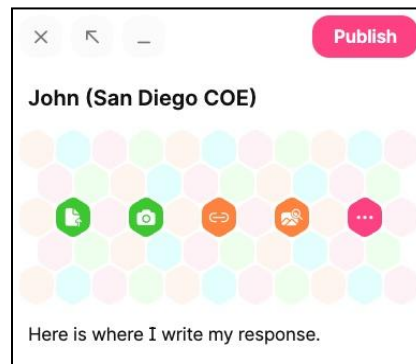 Publish
John (San Diego COE)
Here is where I write my response.